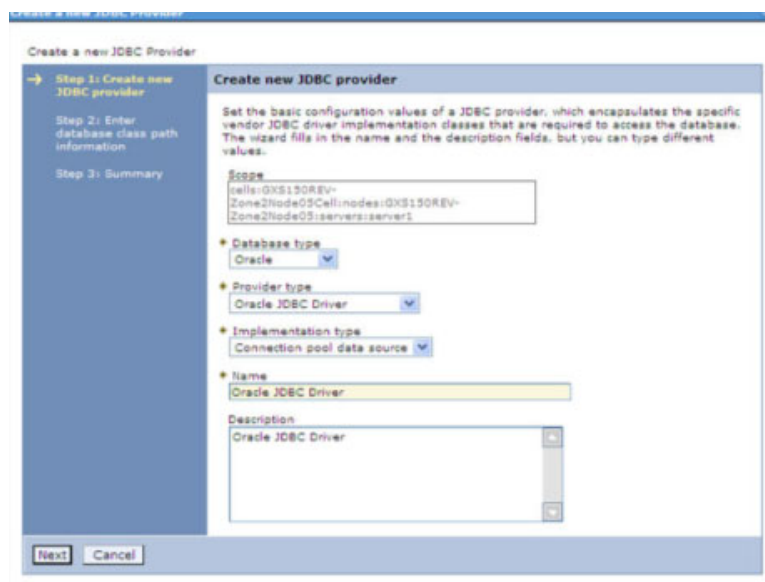 Create a new JDBC Provider
Create a new JDBC Provider
Step 1: Create new
JDBC provider
Step 2: Enter
database class path
information
Step 3: Summary
Create new JDBC provider
Set the basic configuration values of a JDBC provider, which encapsulates the specific
vendor JDBC driver implementation classes that are required to access the database.
The wizard fills in the name and the description fields, but you can type different
values.
Scope
cells:GXS150REV-
Zone2Node05Cell:nodes:GXS150REV-
Zone2Node05:servers:server1
Database type
Oracle
Provider type
Oracle JDBC Driver
Implementation type
Connection pool data source
Name
Oracle JDBC Driver
Description
Oracle JDBC Driver
Next
Cancel